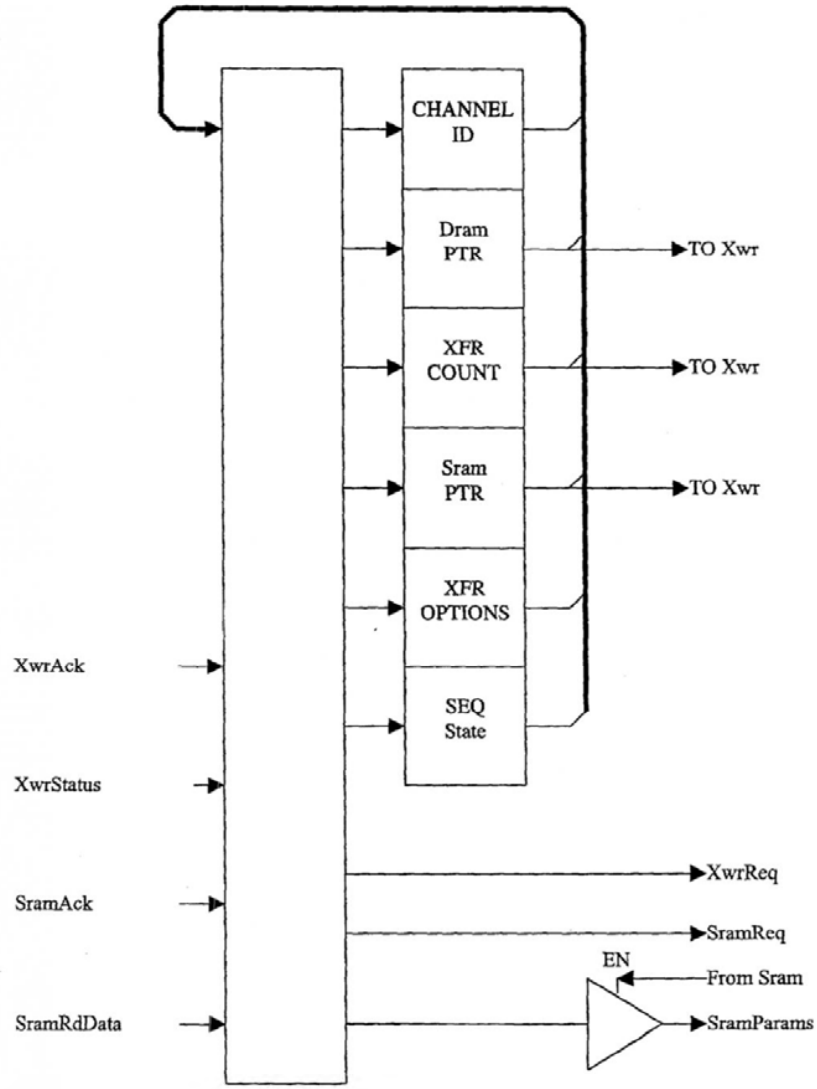 CHANNEL
ID
Dram
PTR
TO Xwr
XFR
COUNT
TO Xwr
Sram
PTR
TO Xwr
XFR
OPTIONS
XwrAck
SEQ
State
XwrStatus
XwrReq
SramAck
SramReq
EN
From Sram
SramRdData
SramParams